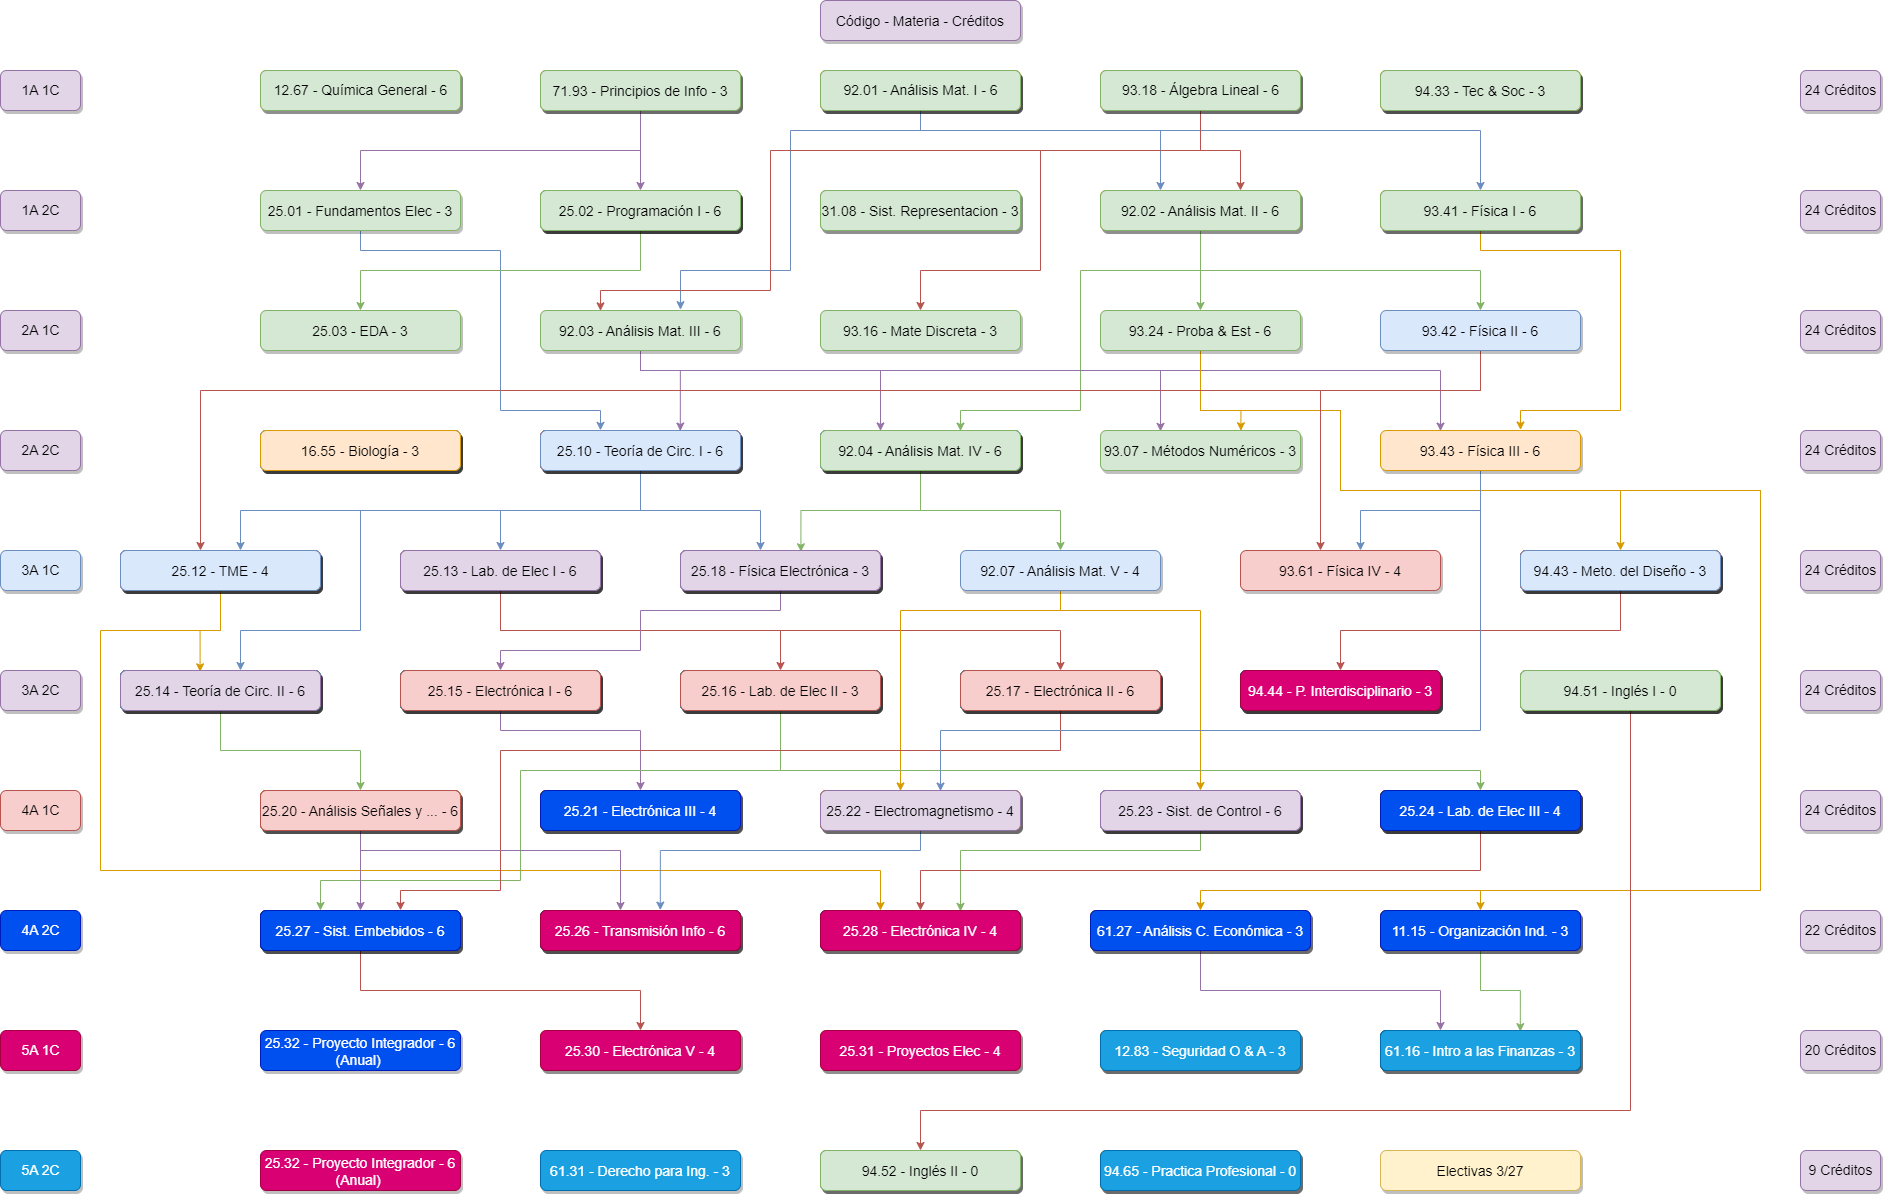 Código - Materia - Créditos
1A 1C
12.67 - Química General - 6
71.93 - Principios de Info - 3
92.01 - Análisis Mat. I - 6
93.18 - Álgebra Lineal - 6
94.33 - Tec & Soc - 3
24 Créditos
1A 2C
25.01 - Fundamentos Elec - 3
25.02 - Programación I - 6
31.08 - Sist. Representacion - 3
92.02 - Análisis Mat. II - 6
93.41 - Física I - 6
24 Créditos
2A 1C
25.03 - EDA - 3
92.03 - Análisis Mat. III - 6
93.16 - Mate Discreta - 3
93.24 - Proba & Est - 6
93.42 - Física II - 6
24 Créditos
2A 2C
16.55 - Biología - 3
25.10 - Teoría de Circ. I - 6
92.04 - Análisis Mat. IV - 6
93.07 - Métodos Numéricos - 3
93.43 - Física III - 6
24 Créditos
3A 1C
25.12 - TME - 4
25.13 - Lab. de Elec I - 6
25.18 - Física Electrónica - 3
92.07 - Análisis Mat. V - 4
93.61 - Física IV - 4
94.43 - Meto. del Diseño - 3
24 Créditos
3A 2C
25.14 - Teoría de Circ. II - 6
25.15 - Electrónica I - 6
25.16 - Lab. de Elec II - 3
25.17 - Electrónica II - 6
94.44 - P. Interdisciplinario - 3
94.51 - Inglés I - 0
24 Créditos
4A 1C
25.20 - Análisis Señales y ... - 6
25.21 - Electrónica III - 4
25.22 - Electromagnetismo - 4
25.23 - Sist. de Control - 6
25.24 - Lab. de Elec III - 4
24 Créditos
4A 2C
25.27 - Sist. Embebidos - 6
25.26 - Transmisión Info - 6
25.28 - Electrónica IV - 4
61.27 - Análisis C. Económica - 3
11.15 - Organización Ind. - 3
22 Créditos
5A 1C
25.32 - Proyecto Integrador - 6
(Anual)
25.30 - Electrónica V - 4
25.31 - Proyectos Elec - 4
12.83 - Seguridad O & A - 3
61.16 - Intro a las Finanzas - 3
20 Créditos
5A 2C
25.32 - Proyecto Integrador - 6
(Anual)
61.31 - Derecho para Ing. - 3
94.52 - Inglés II - 0
94.65 - Practica Profesional - 0
Electivas 3/27
9 Créditos